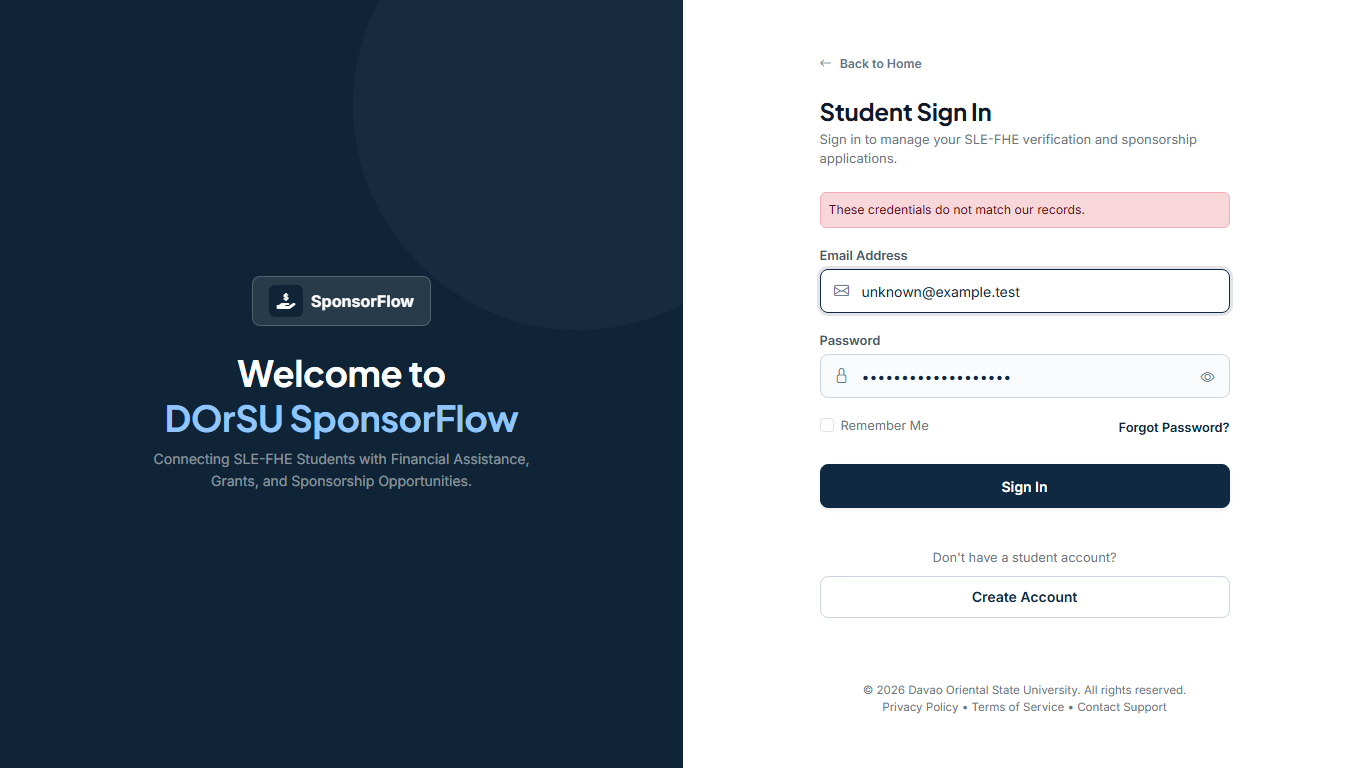 SponsorFlow
Welcome to
DOrSU SponsorFlow
Connecting SLE-FHE Students with Financial Assistance,
Grants, and Sponsorship Opportunities.
Back to Home
Student Sign In
Sign in to manage your SLE-FHE verification and sponsorship
applications.
These credentials do not match our records.
Email Address
unknown@example.test
Password
•••••••••••••••••••
Remember Me
Forgot Password?
Sign In
Don't have a student account?
Create Account
© 2026 Davao Oriental State University. All rights reserved.
Privacy Policy • Terms of Service • Contact Support